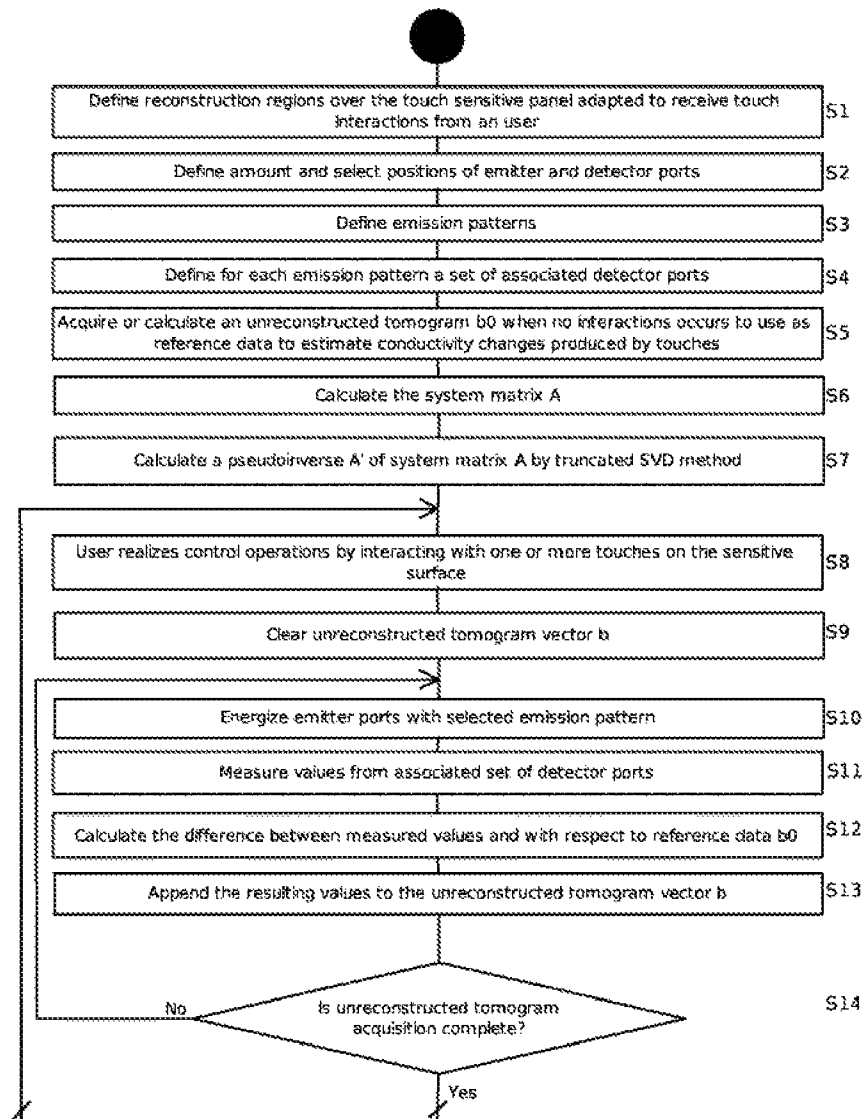 Define reconstruction regions over the touch sensitive panel adapted to receive touch
interactions from an user
S1
Define amount and select positions of emitter and detector ports
S2
Define emission patterns
S3
Define for each emission pattern a set of associated detector ports
S4
Acquire or calculate an unreconstructed tomogram b0 when no interactions occurs to use as
reference data to estimate conductivity changes produced by touches
S5
Calculate the system matrix A
S6
Calculate a pseudoinverse A' of system matrix A by truncated SVD method
S7
User realizes control operations by interacting with one or more touches on the sensitive
surface
S8
Clear unreconstructed tomogram vector b
S9
Energize emitter ports with selected emission pattern
S10
Measure values from associated set of detector ports
S11
Calculate the difference between measured values and with respect to reference data b0
S12
Append the resulting values to the unreconstructed tomogram vector b
S13
Is unreconstructed tomogram
acquisition complete?
S14
No
Yes